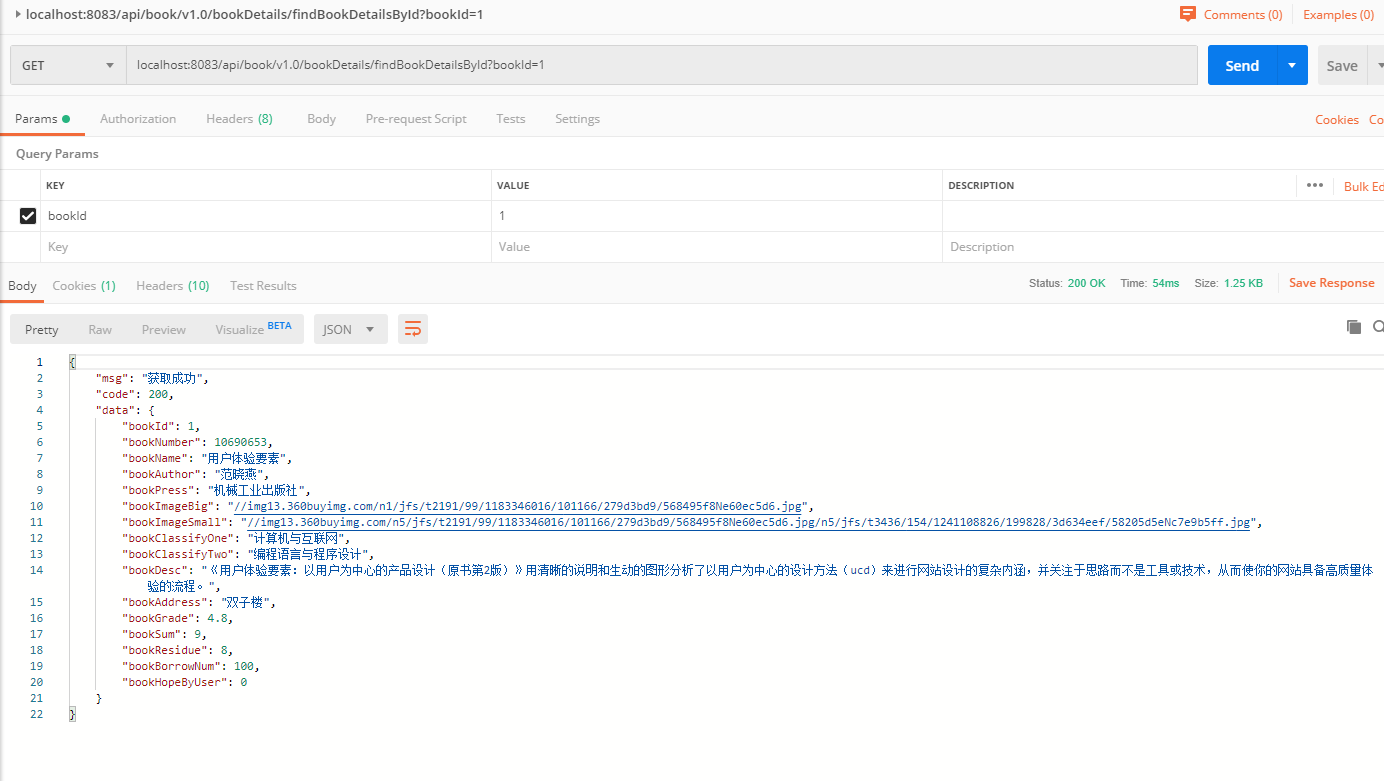 localhost:8083/api/book/v1.0/bookDetails/findBookDetailsById?bookId=1 Comments (0) Examples (0)
GET localhost:8083/api/book/v1.0/bookDetails/findBookDetailsById?bookId=1 Send Save
Params Authorization Headers (8) Body Pre-request Script Tests Settings Cookies Co
Query Params
KEY VALUE DESCRIPTION ••• Bulk Ed
bookId 1
Key Value Description
Body Cookies (1) Headers (10) Test Results Status: 200 OK Time: 54ms Size: 1.25 KB Save Response
Pretty Raw Preview Visualize BETA JSON
1 {
2 "msg": "获取成功",
3 "code": 200,
4 "data": {
5 "bookId": 1,
6 "bookNumber": 10690653,
7 "bookName": "用户体验要素",
8 "bookAuthor": "范晓燕",
9 "bookPress": "机械工业出版社",
10 "bookImageBig": "//img13.360buyimg.com/n1/jfs/t2191/99/1183346016/101166/279d3bd9/568495f8Ne60ec5d6.jpg",
11 "bookImageSmall": "//img13.360buyimg.com/n5/jfs/t2191/99/1183346016/101166/279d3bd9/568495f8Ne60ec5d6.jpg/n5/jfs/t3436/154/1241108826/199828/3d634eef/58205d5eNc7e9b5ff.jpg",
12 "bookClassifyOne": "计算机与互联网",
13 "bookClassifyTwo": "编程语言与程序设计",
14 "bookDesc": "《用户体验要素：以用户为中心的产品设计（原书第2版）》用清晰的说明和生动的图形分析了以用户为中心的设计方法（ucd）来进行网站设计的复杂内涵，并关注于思路而不是工具或技术，从而使你的网站具备高质量体
验的流程。",
15 "bookAddress": "双子楼",
16 "bookGrade": 4.8,
17 "bookSum": 9,
18 "bookResidue": 8,
19 "bookBorrowNum": 100,
20 "bookHopeByUser": 0
21 }
22 }